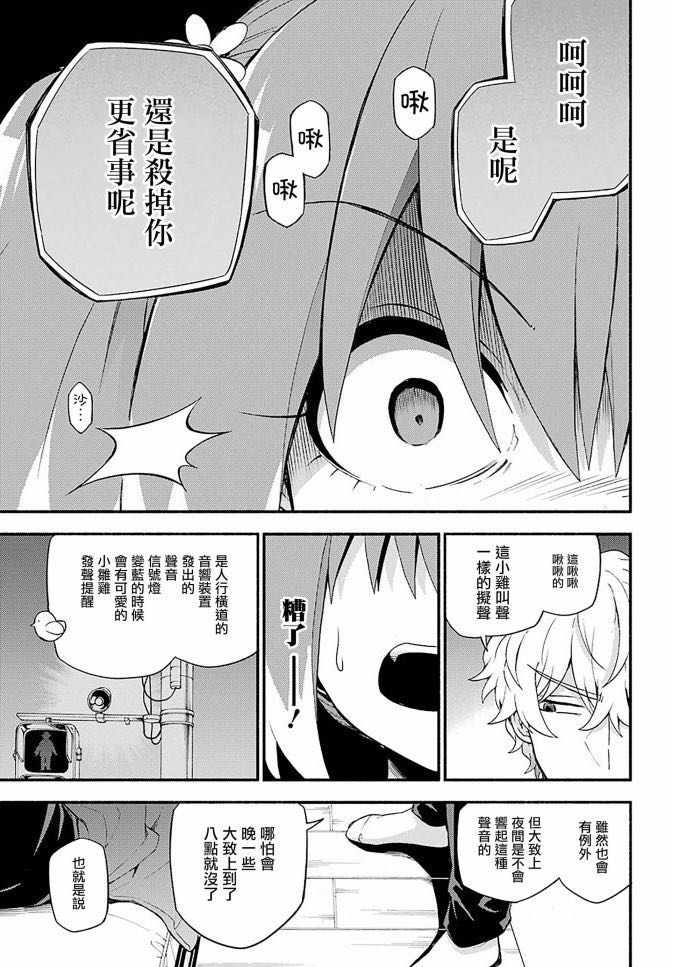 呵呵呵
是呢
啾
啾
啾
還是殺掉你
更省事呢
沙…
這啾啾
啾啾的
這小雞叫聲
一樣的擬聲
糟了——！
是人行橫道的
音響裝置
發出的
聲音
信號燈
變藍的時候
會有可愛的
小雛雞
發聲提醒
雖然也會
有例外
但大致上
夜間是不會
響起這種
聲音的
哪怕會
晚一些
大致上到了
八點就沒了
也就是説